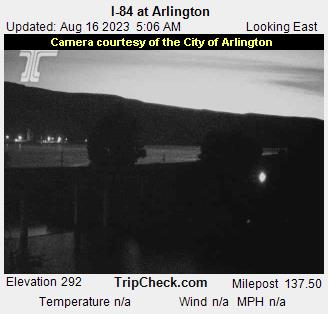 I-84 at Arlington
Updated: Aug 16 2023 5:06 AM Looking East
Camera courtesy of the City of Arlington
Elevation 292 TripCheck.com Milepost 137.50
Temperature n/a Wind n/a MPH n/a